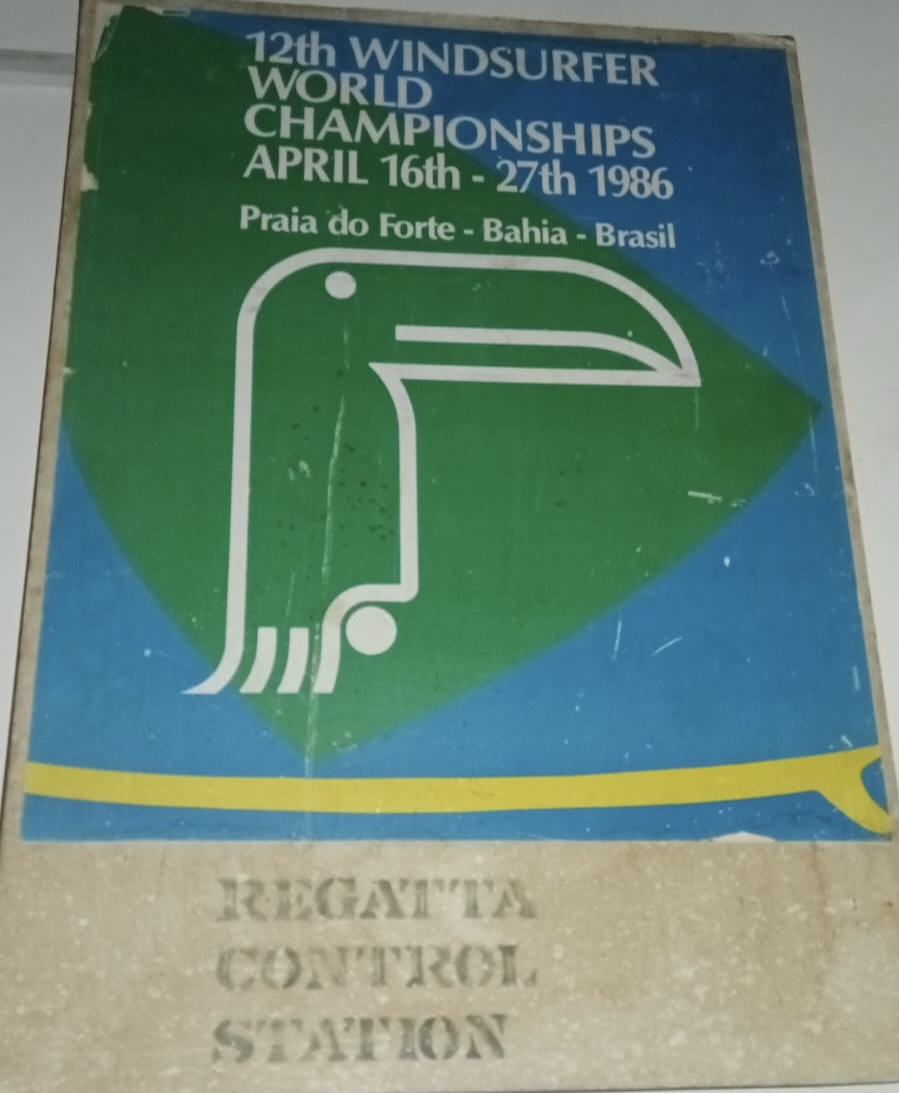 12th WINDSURFER
WORLD
CHAMPIONSHIPS
APRIL 16th - 27th 1986
Praia do Forte - Bahia - Brasil
REGATTA
CONTROL
STATION